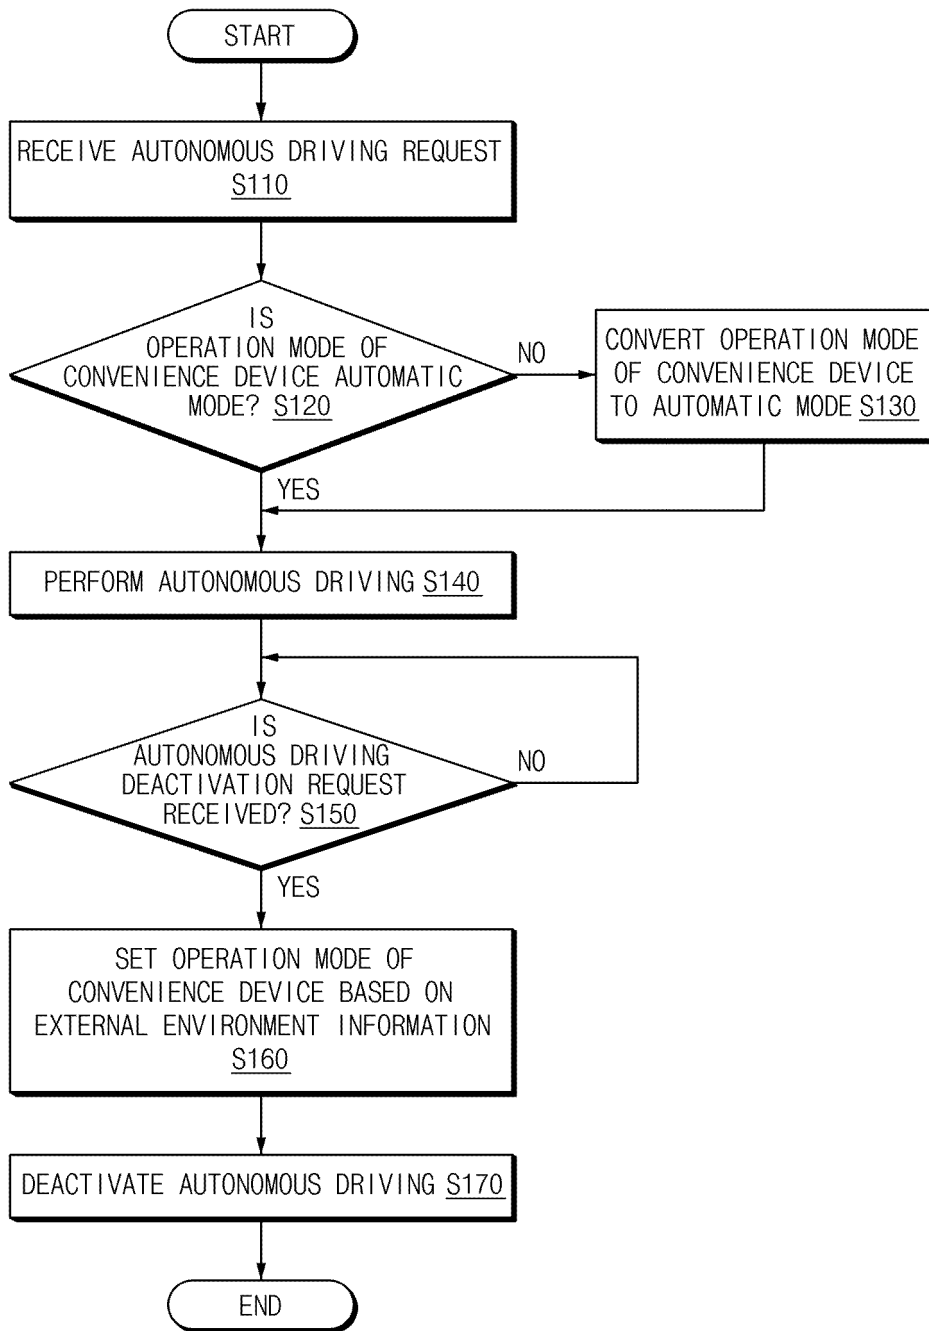 START
RECEIVE AUTONOMOUS DRIVING REQUEST
S110
IS
OPERATION MODE OF
CONVENIENCE DEVICE AUTOMATIC
MODE? S120
NO
CONVERT OPERATION MODE
OF CONVENIENCE DEVICE
TO AUTOMATIC MODE S130
YES
PERFORM AUTONOMOUS DRIVING S140
IS
AUTONOMOUS DRIVING
DEACTIVATION REQUEST
RECEIVED? S150
NO
YES
SET OPERATION MODE OF
CONVENIENCE DEVICE BASED ON
EXTERNAL ENVIRONMENT INFORMATION
S160
DEACTIVATE AUTONOMOUS DRIVING S170
END